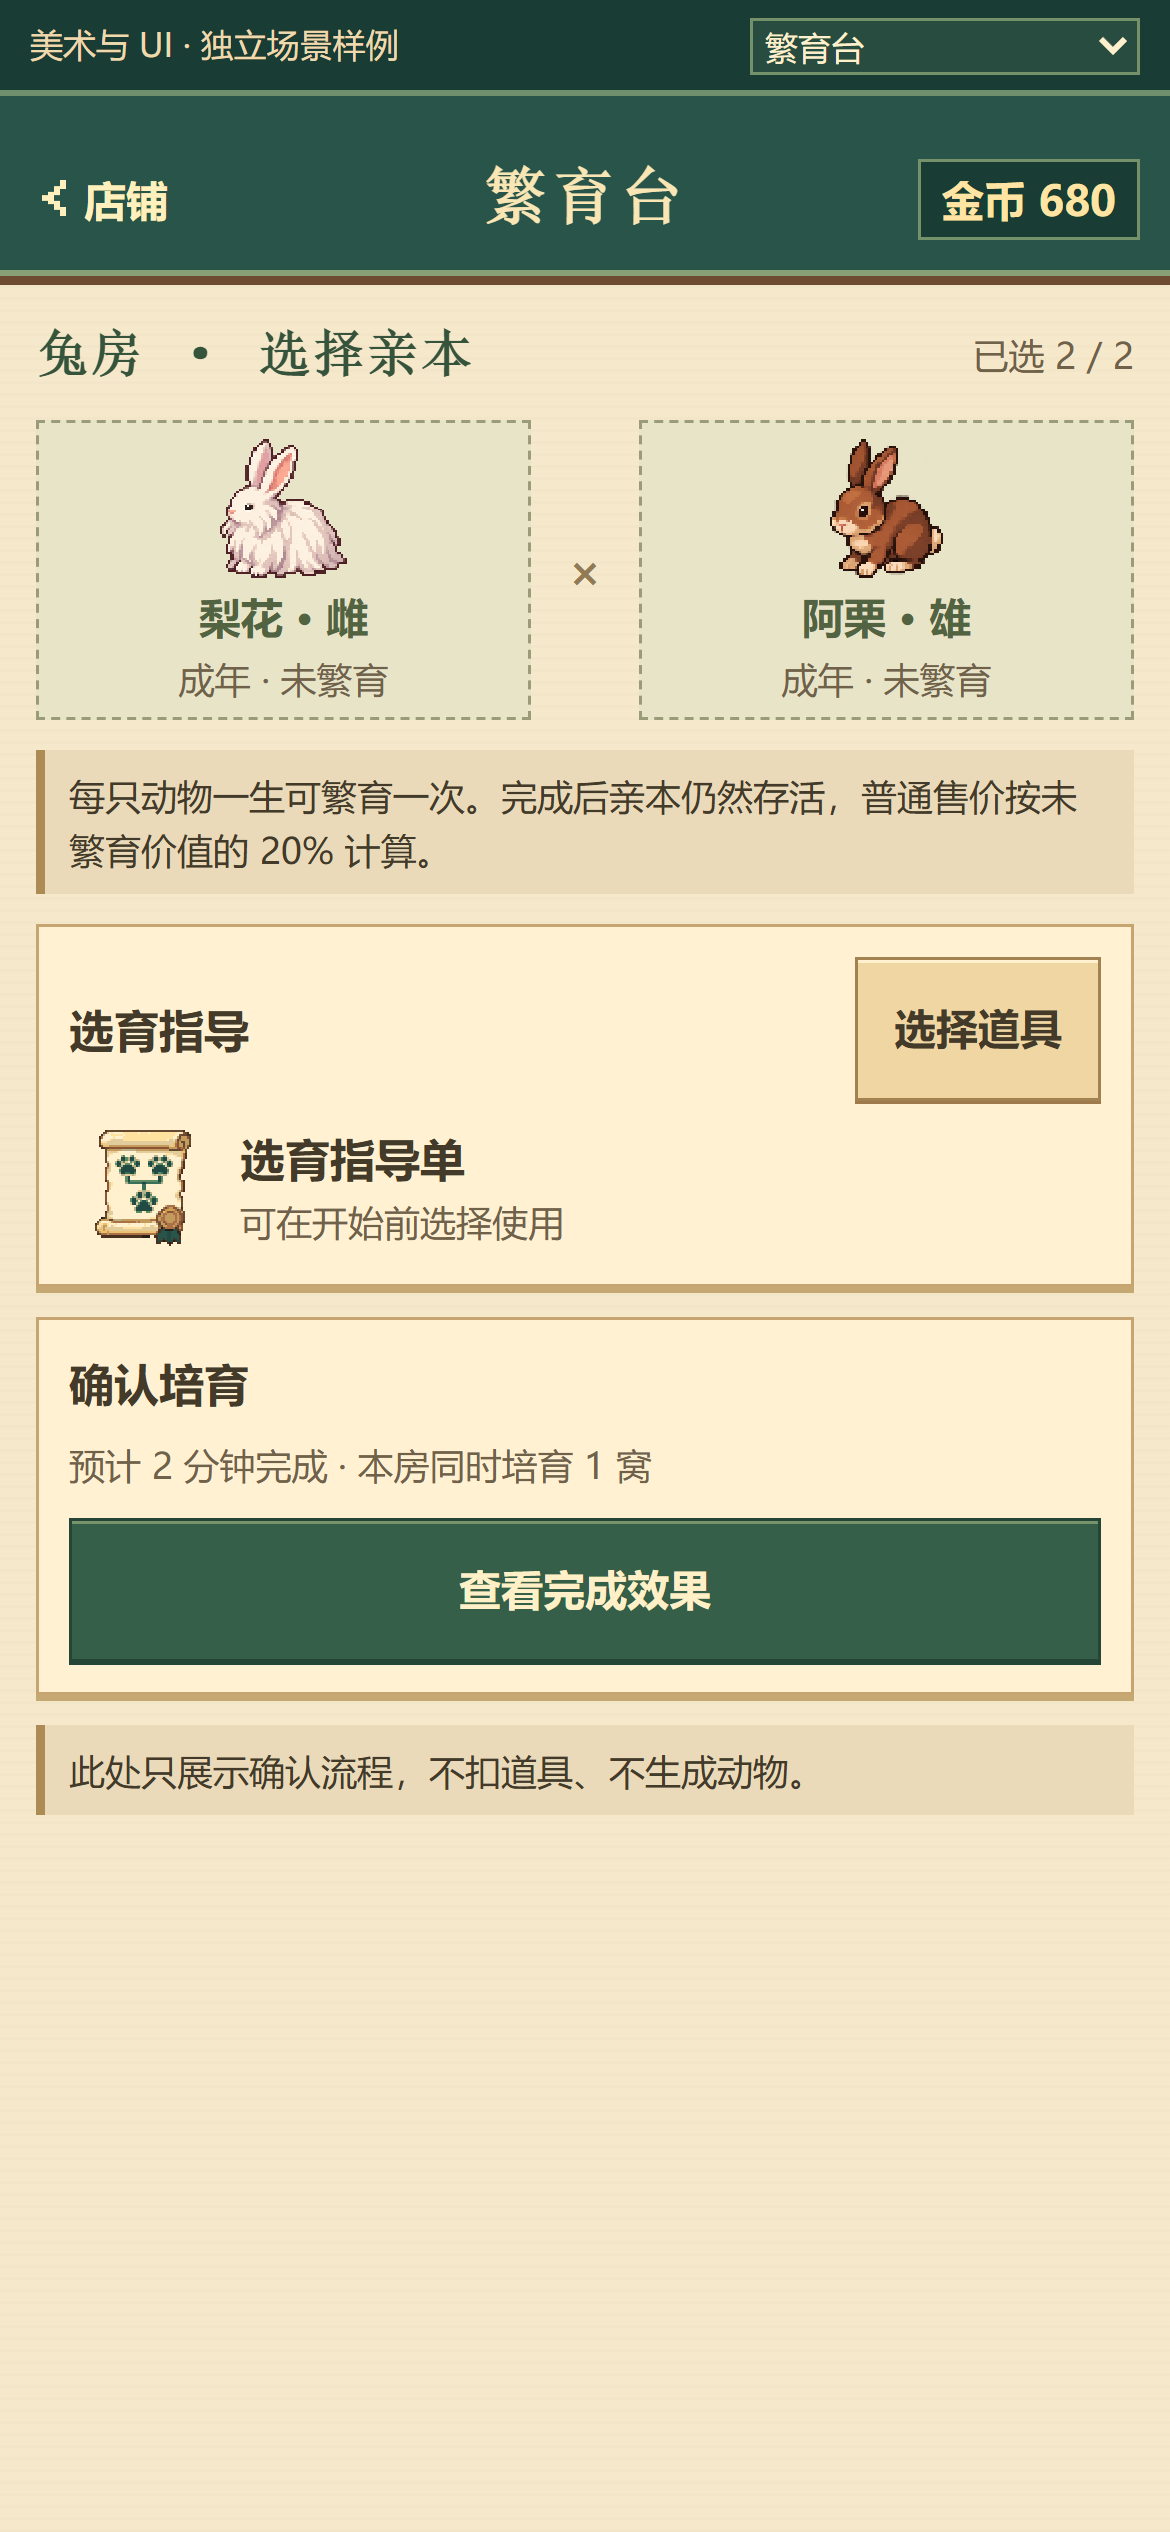 美术与 UI · 独立场景样例
繁育台
店铺
繁育台
金币 680
兔房 · 选择亲本
已选 2 / 2
梨花 · 雌
成年 · 未繁育
×
阿栗 · 雄
成年 · 未繁育
每只动物一生可繁育一次。完成后亲本仍然存活，普通售价按未
繁育价值的 20% 计算。
选育指导
选择道具
选育指导单
可在开始前选择使用
确认培育
预计 2 分钟完成 · 本房同时培育 1 窝
查看完成效果
此处只展示确认流程，不扣道具、不生成动物。